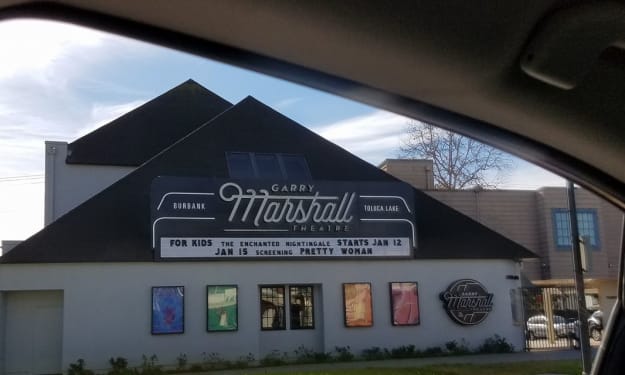 GARRY
BURBANK Marshall TOLUCA LAKE
THEATRE
FOR KIDS THE ENCHANTED NIGHTINGALE STARTS JAN 12
JAN 15 SCREENING PRETTY WOMAN
Marshall